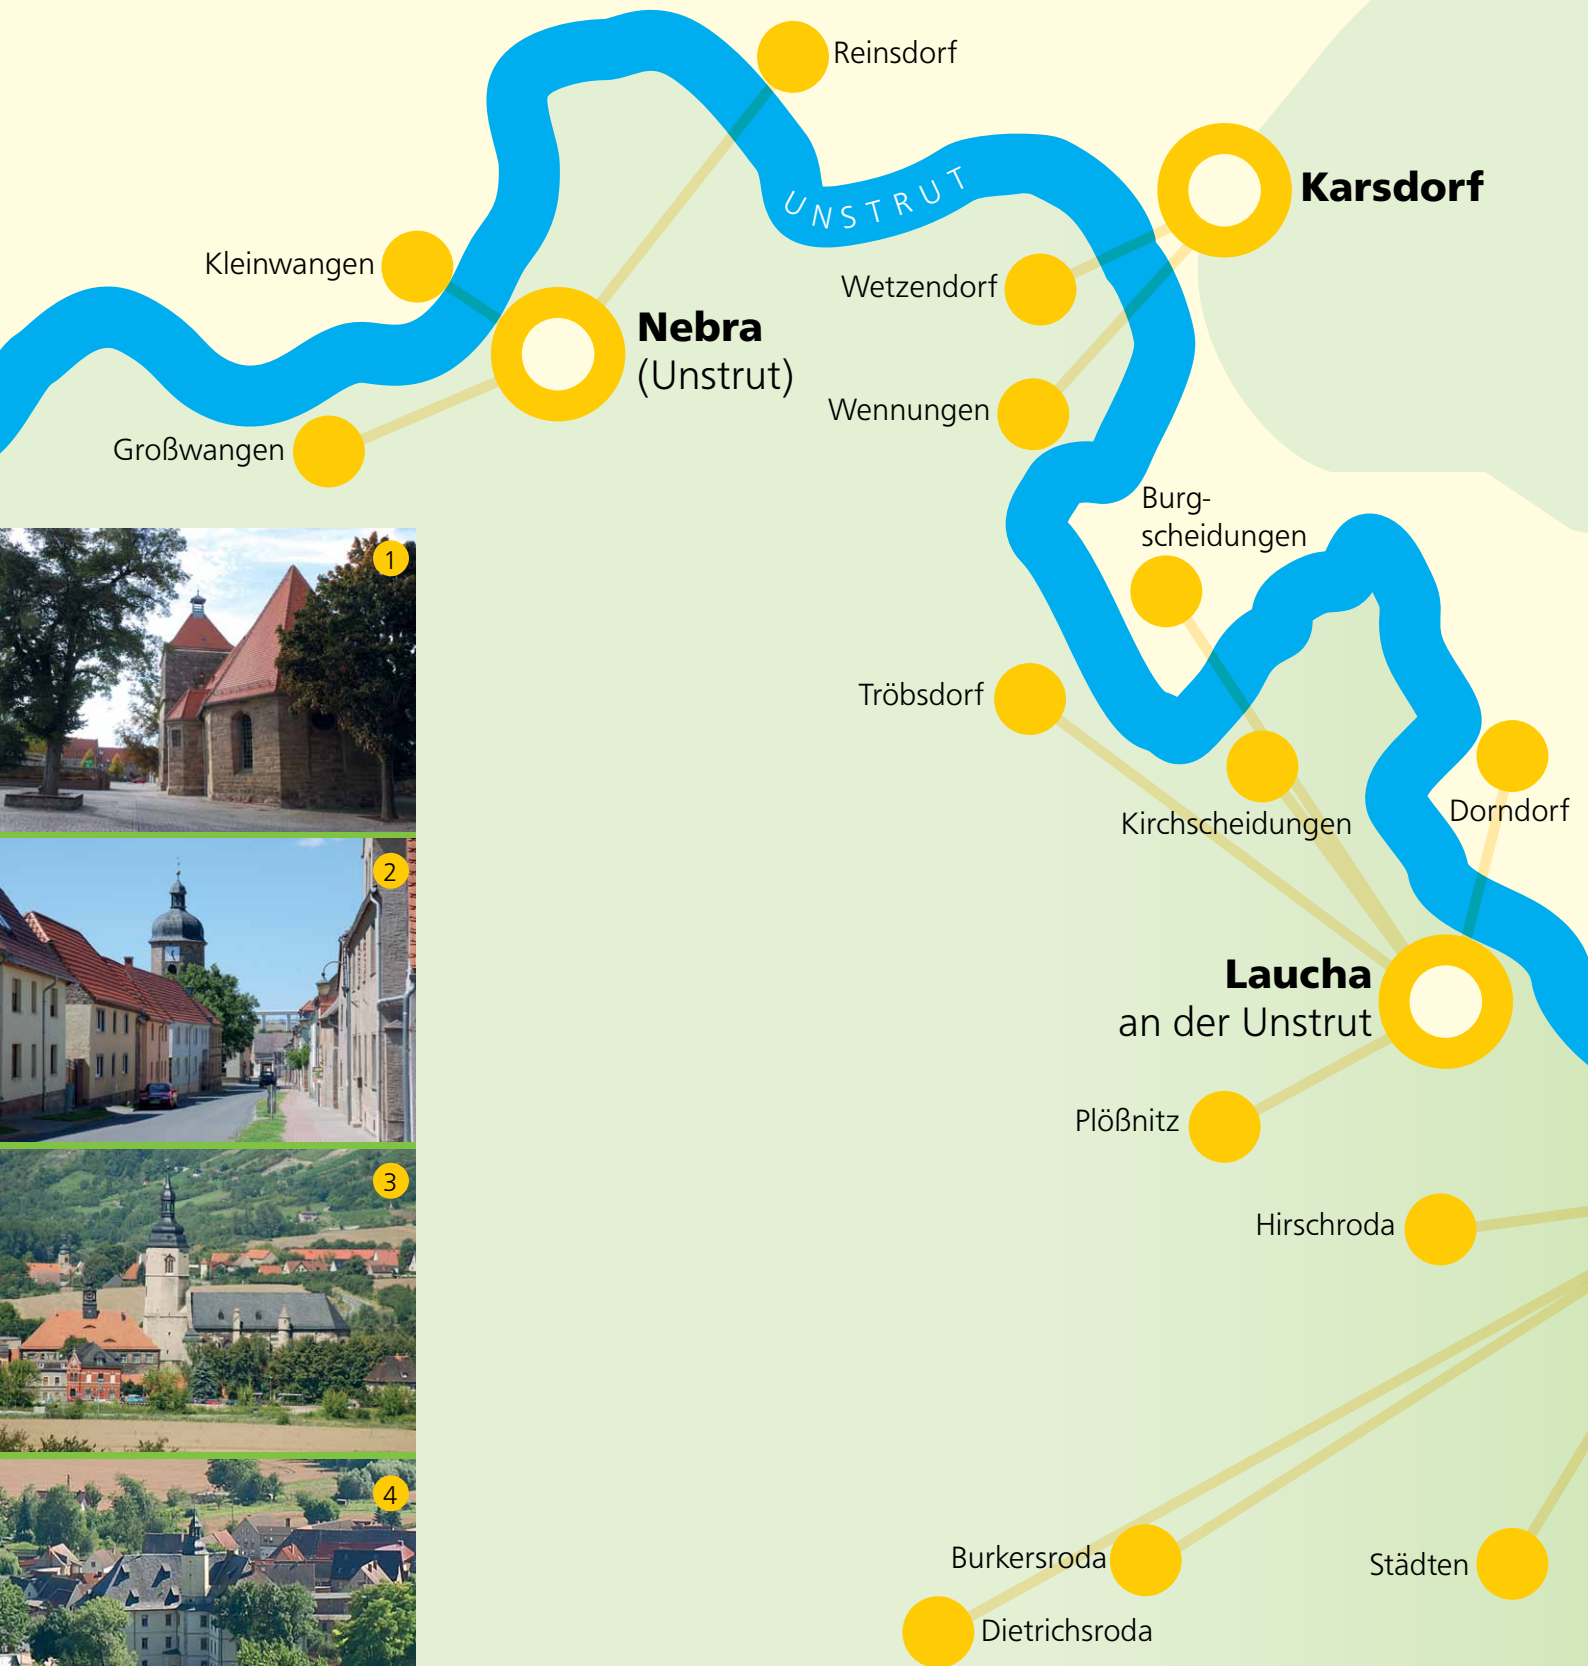 Reinsdorf
UNSTRUT
Karsdorf
Kleinwangen
Wetzendorf
Nebra
(Unstrut)
Wennungen
Großwangen
Burg-
scheidungen
1
Tröbsdorf
Kirchscheidungen
Dorndorf
2
Laucha
an der Unstrut
Plößnitz
3
Hirschroda
4
Burkersroda
Städten
Dietrichsroda